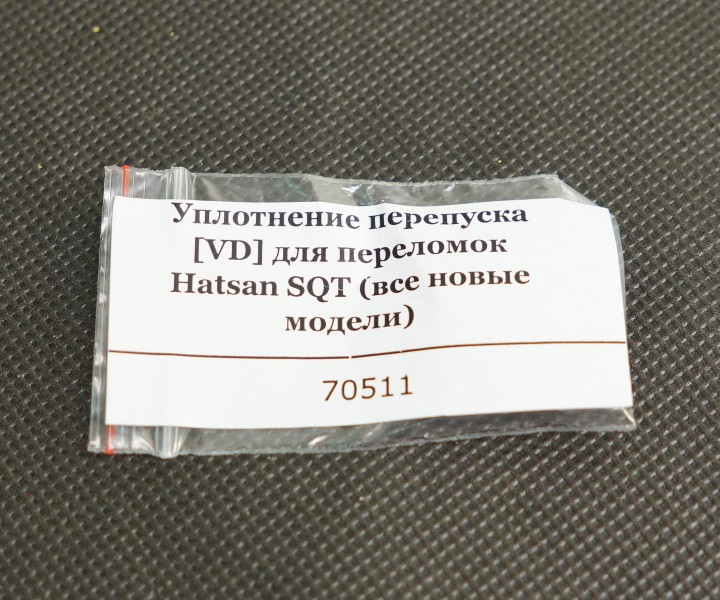 Уплотнение перепуска
[VD] для переломок
Hatsan SQT (все новые
модели)
70511